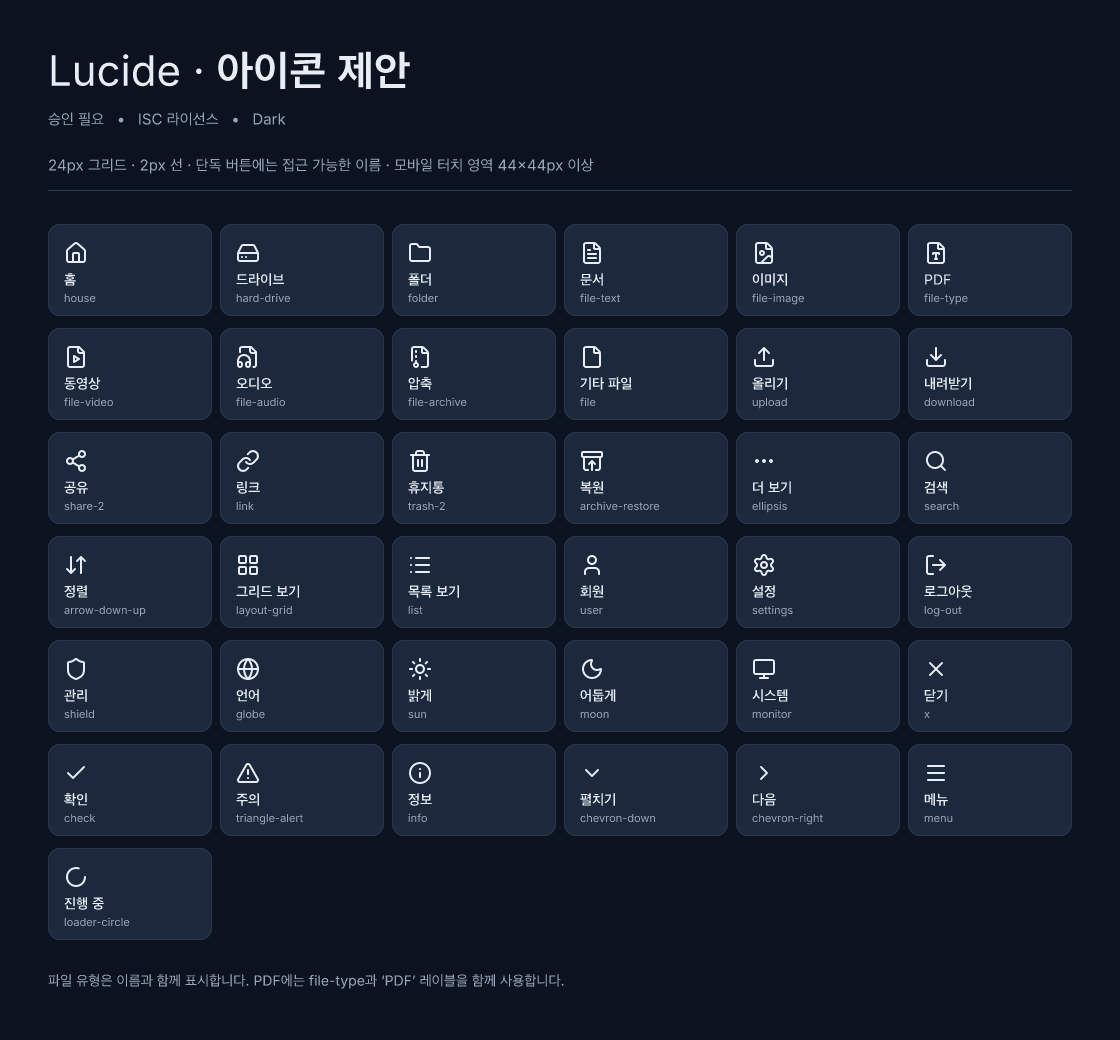 Lucide · 아이콘 제안
승인 필요 • ISC 라이선스 • Dark
24px 그리드 · 2px 선 · 단독 버튼에는 접근 가능한 이름 · 모바일 터치 영역 44×44px 이상
홈
house
드라이브
hard-drive
폴더
folder
문서
file-text
이미지
file-image
PDF
file-type
동영상
file-video
오디오
file-audio
압축
file-archive
기타 파일
file
올리기
upload
내려받기
download
공유
share-2
링크
link
휴지통
trash-2
복원
archive-restore
더 보기
ellipsis
검색
search
정렬
arrow-down-up
그리드 보기
layout-grid
목록 보기
list
회원
user
설정
settings
로그아웃
log-out
관리
shield
언어
globe
밝게
sun
어둡게
moon
시스템
monitor
닫기
x
확인
check
주의
triangle-alert
정보
info
펼치기
chevron-down
다음
chevron-right
메뉴
menu
진행 중
loader-circle
파일 유형은 이름과 함께 표시합니다. PDF에는 file-type과 ‘PDF’ 레이블을 함께 사용합니다.